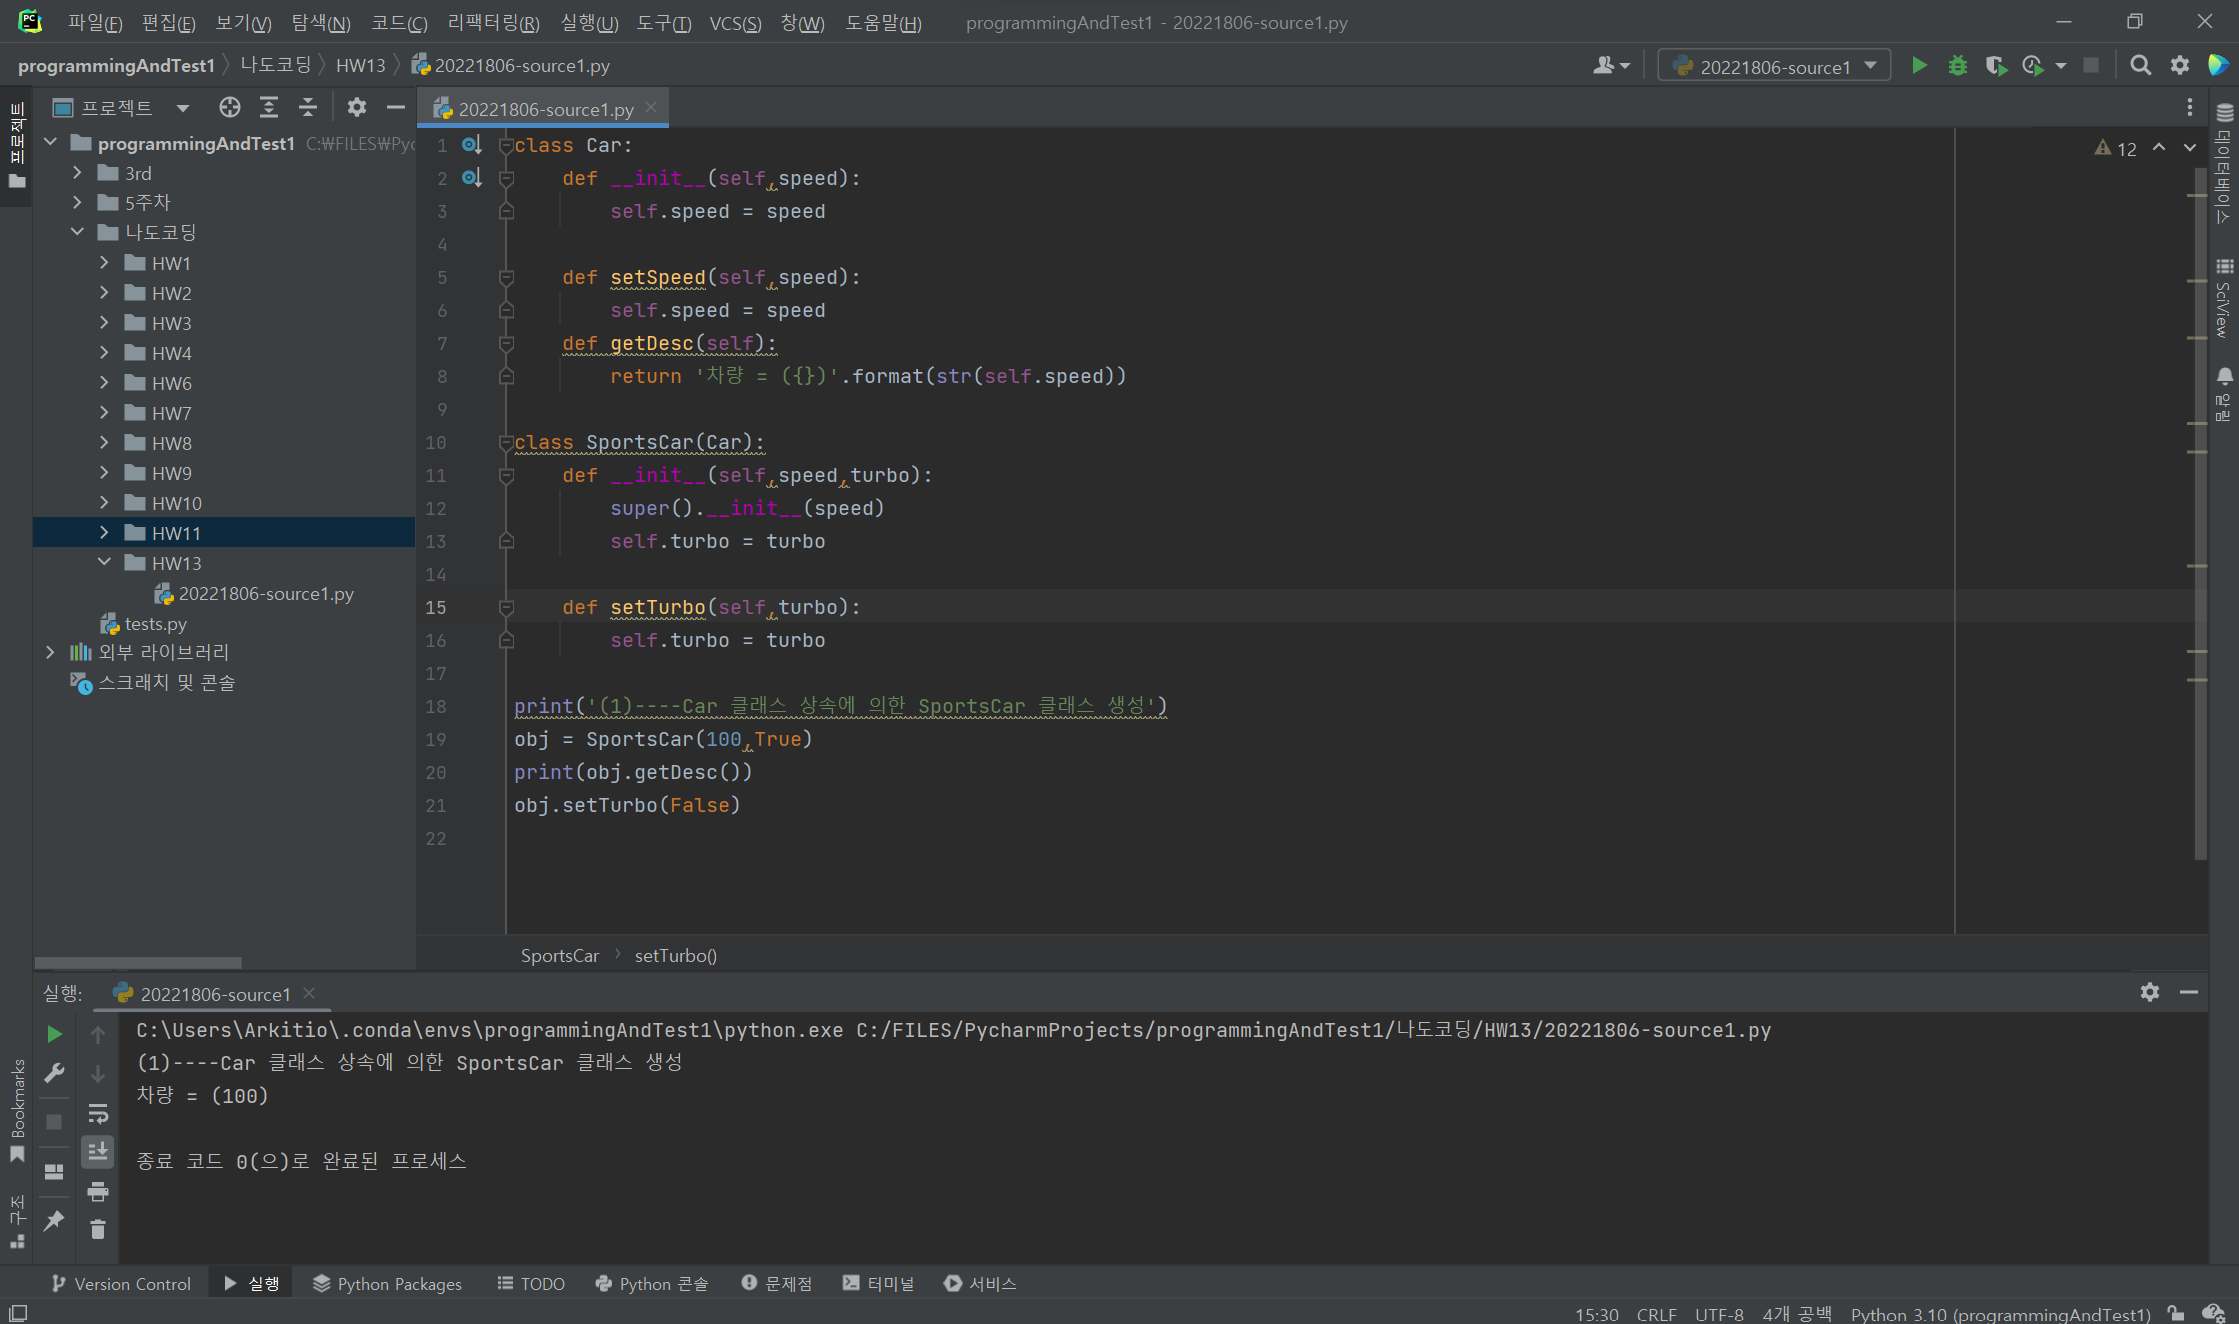 파일(F) 편집(E) 보기(V) 탐색(N) 코드(C) 리팩터링(R) 실행(U) 도구(T) VCS(S) 창(W) 도움말(H) programmingAndTest1 - 20221806-source1.py
programmingAndTest1 나도코딩 HW13 20221806-source1.py 20221806-source1
프로젝트
프로젝트
programmingAndTest1 C:₩FILES₩Pyc
3rd
5주차
나도코딩
HW1
HW2
HW3
HW4
HW6
HW7
HW8
HW9
HW10
HW11
HW13
20221806-source1.py
tests.py
외부 라이브러리
스크래치 및 콘솔
20221806-source1.py
12
1 class Car:
2 def __init__(self,speed):
3 self.speed = speed
4
5 def setSpeed(self,speed):
6 self.speed = speed
7 def getDesc(self):
8 return '차량 = ({})'.format(str(self.speed))
9
10 class SportsCar(Car):
11 def __init__(self,speed,turbo):
12 super().__init__(speed)
13 self.turbo = turbo
14
15 def setTurbo(self,turbo):
16 self.turbo = turbo
17
18 print('(1)----Car 클래스 상속에 의한 SportsCar 클래스 생성')
19 obj = SportsCar(100,True)
20 print(obj.getDesc())
21 obj.setTurbo(False)
22
SportsCar setTurbo()
데이터베이스
SciView
알림
실행: 20221806-source1
C:\Users\Arkitio\.conda\envs\programmingAndTest1\python.exe C:/FILES/PycharmProjects/programmingAndTest1/나도코딩/HW13/20221806-source1.py
(1)----Car 클래스 상속에 의한 SportsCar 클래스 생성
차량 = (100)
종료 코드 0(으)로 완료된 프로세스
Bookmarks
구조
Version Control 실행 Python Packages TODO Python 콘솔 문제점 터미널 서비스
15:30 CRLF UTF-8 4개 공백 Python 3.10 (programmingAndTest1)